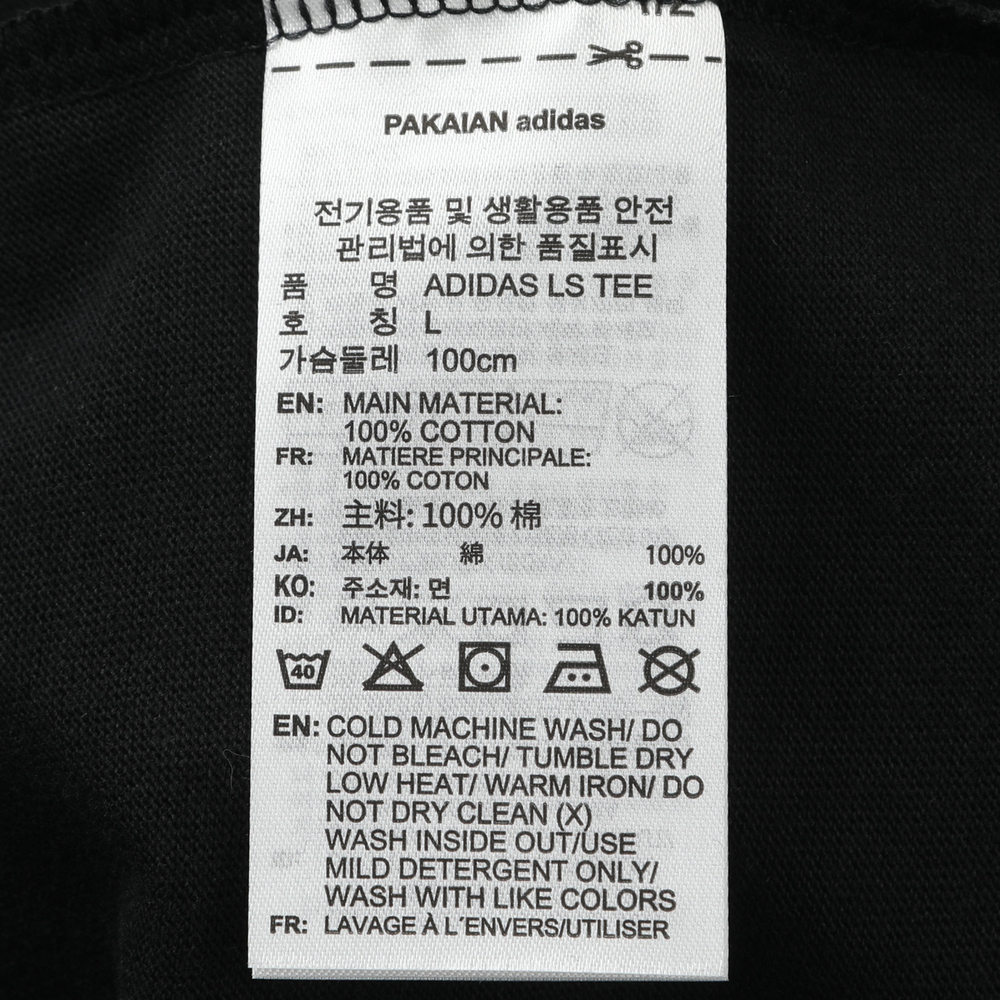 PAKAIAN adidas
전기용품 및 생활용품 안전
관리법에 의한 품질표시
품 명 ADIDAS LS TEE
호 칭 L
가슴둘레 100cm
EN: MAIN MATERIAL:
100% COTTON
FR: MATIERE PRINCIPALE:
100% COTON
ZH: 主料: 100% 棉
JA: 本体 綿 100%
KO: 주소재: 면 100%
ID: MATERIAL UTAMA: 100% KATUN
40
EN: COLD MACHINE WASH/ DO
NOT BLEACH/ TUMBLE DRY
LOW HEAT/ WARM IRON/ DO
NOT DRY CLEAN (X)
WASH INSIDE OUT/USE
MILD DETERGENT ONLY/
WASH WITH LIKE COLORS
FR: LAVAGE À L'ENVERS/UTILISER